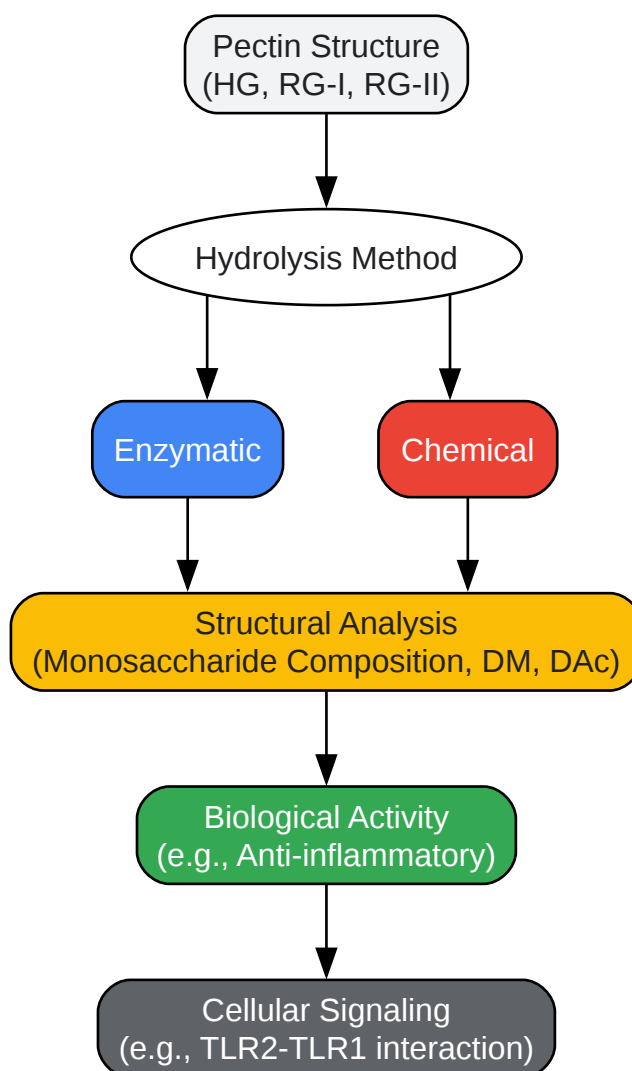 Pectin Structure
(HG, RG-I, RG-II)
Hydrolysis Method
Enzymatic
Chemical
Structural Analysis
(Monosaccharide Composition, DM, DAc)
Biological Activity
(e.g., Anti-inflammatory)
Cellular Signaling
(e.g., TLR2-TLR1 interaction)